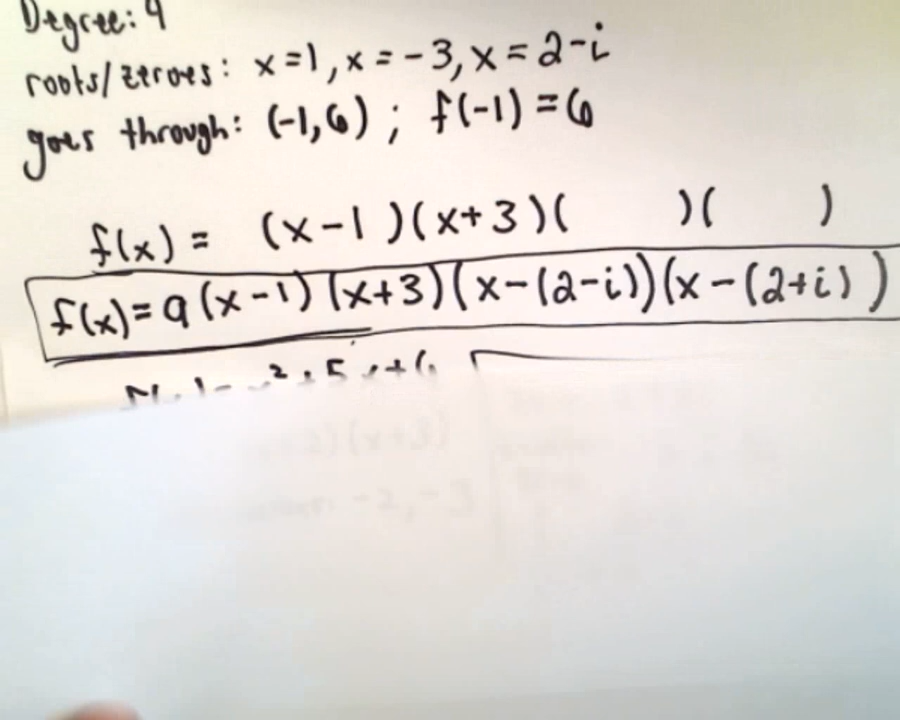 Degree: 4
roots/zeroes: x=1, x=-3, x=2-i
goes through: (-1,6) ; f(-1)=6
f(x) = (x-1)(x+3)( )( )
f(x)=a(x-1)(x+3)(x-(2-i))(x-(2+i))